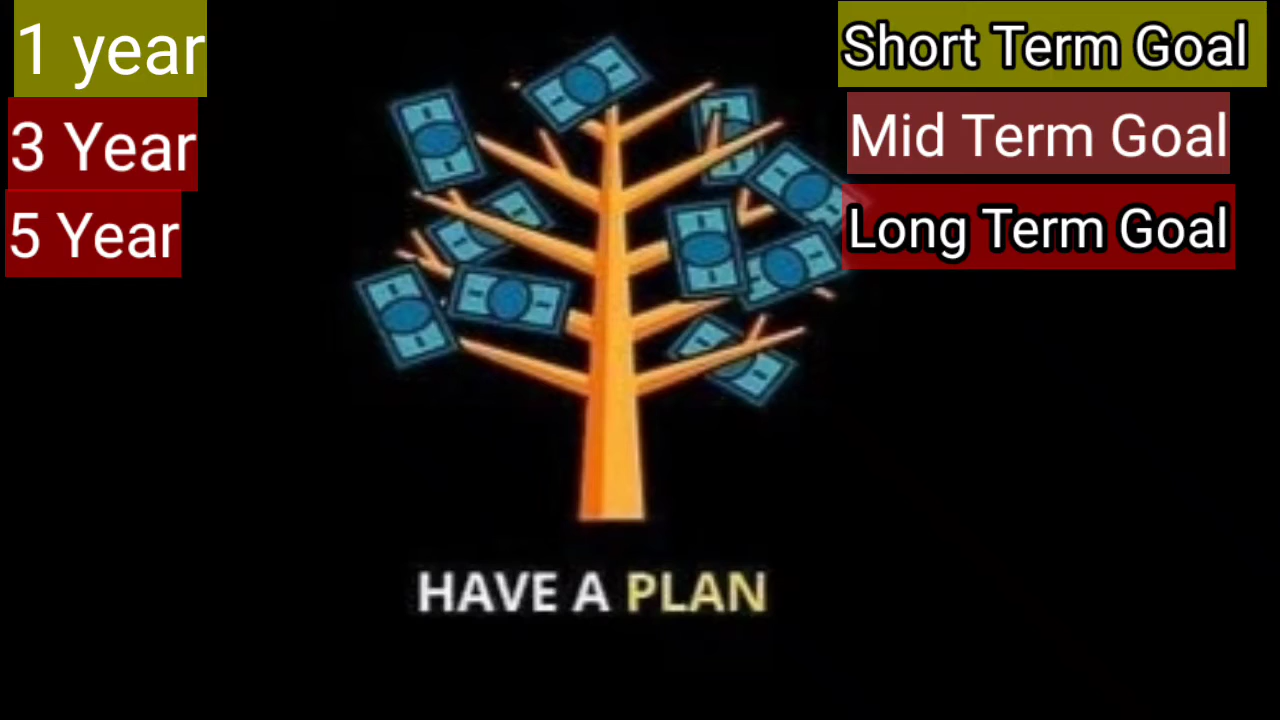 1 year
3 Year
5 Year
Short Term Goal
Mid Term Goal
Long Term Goal
HAVE A PLAN